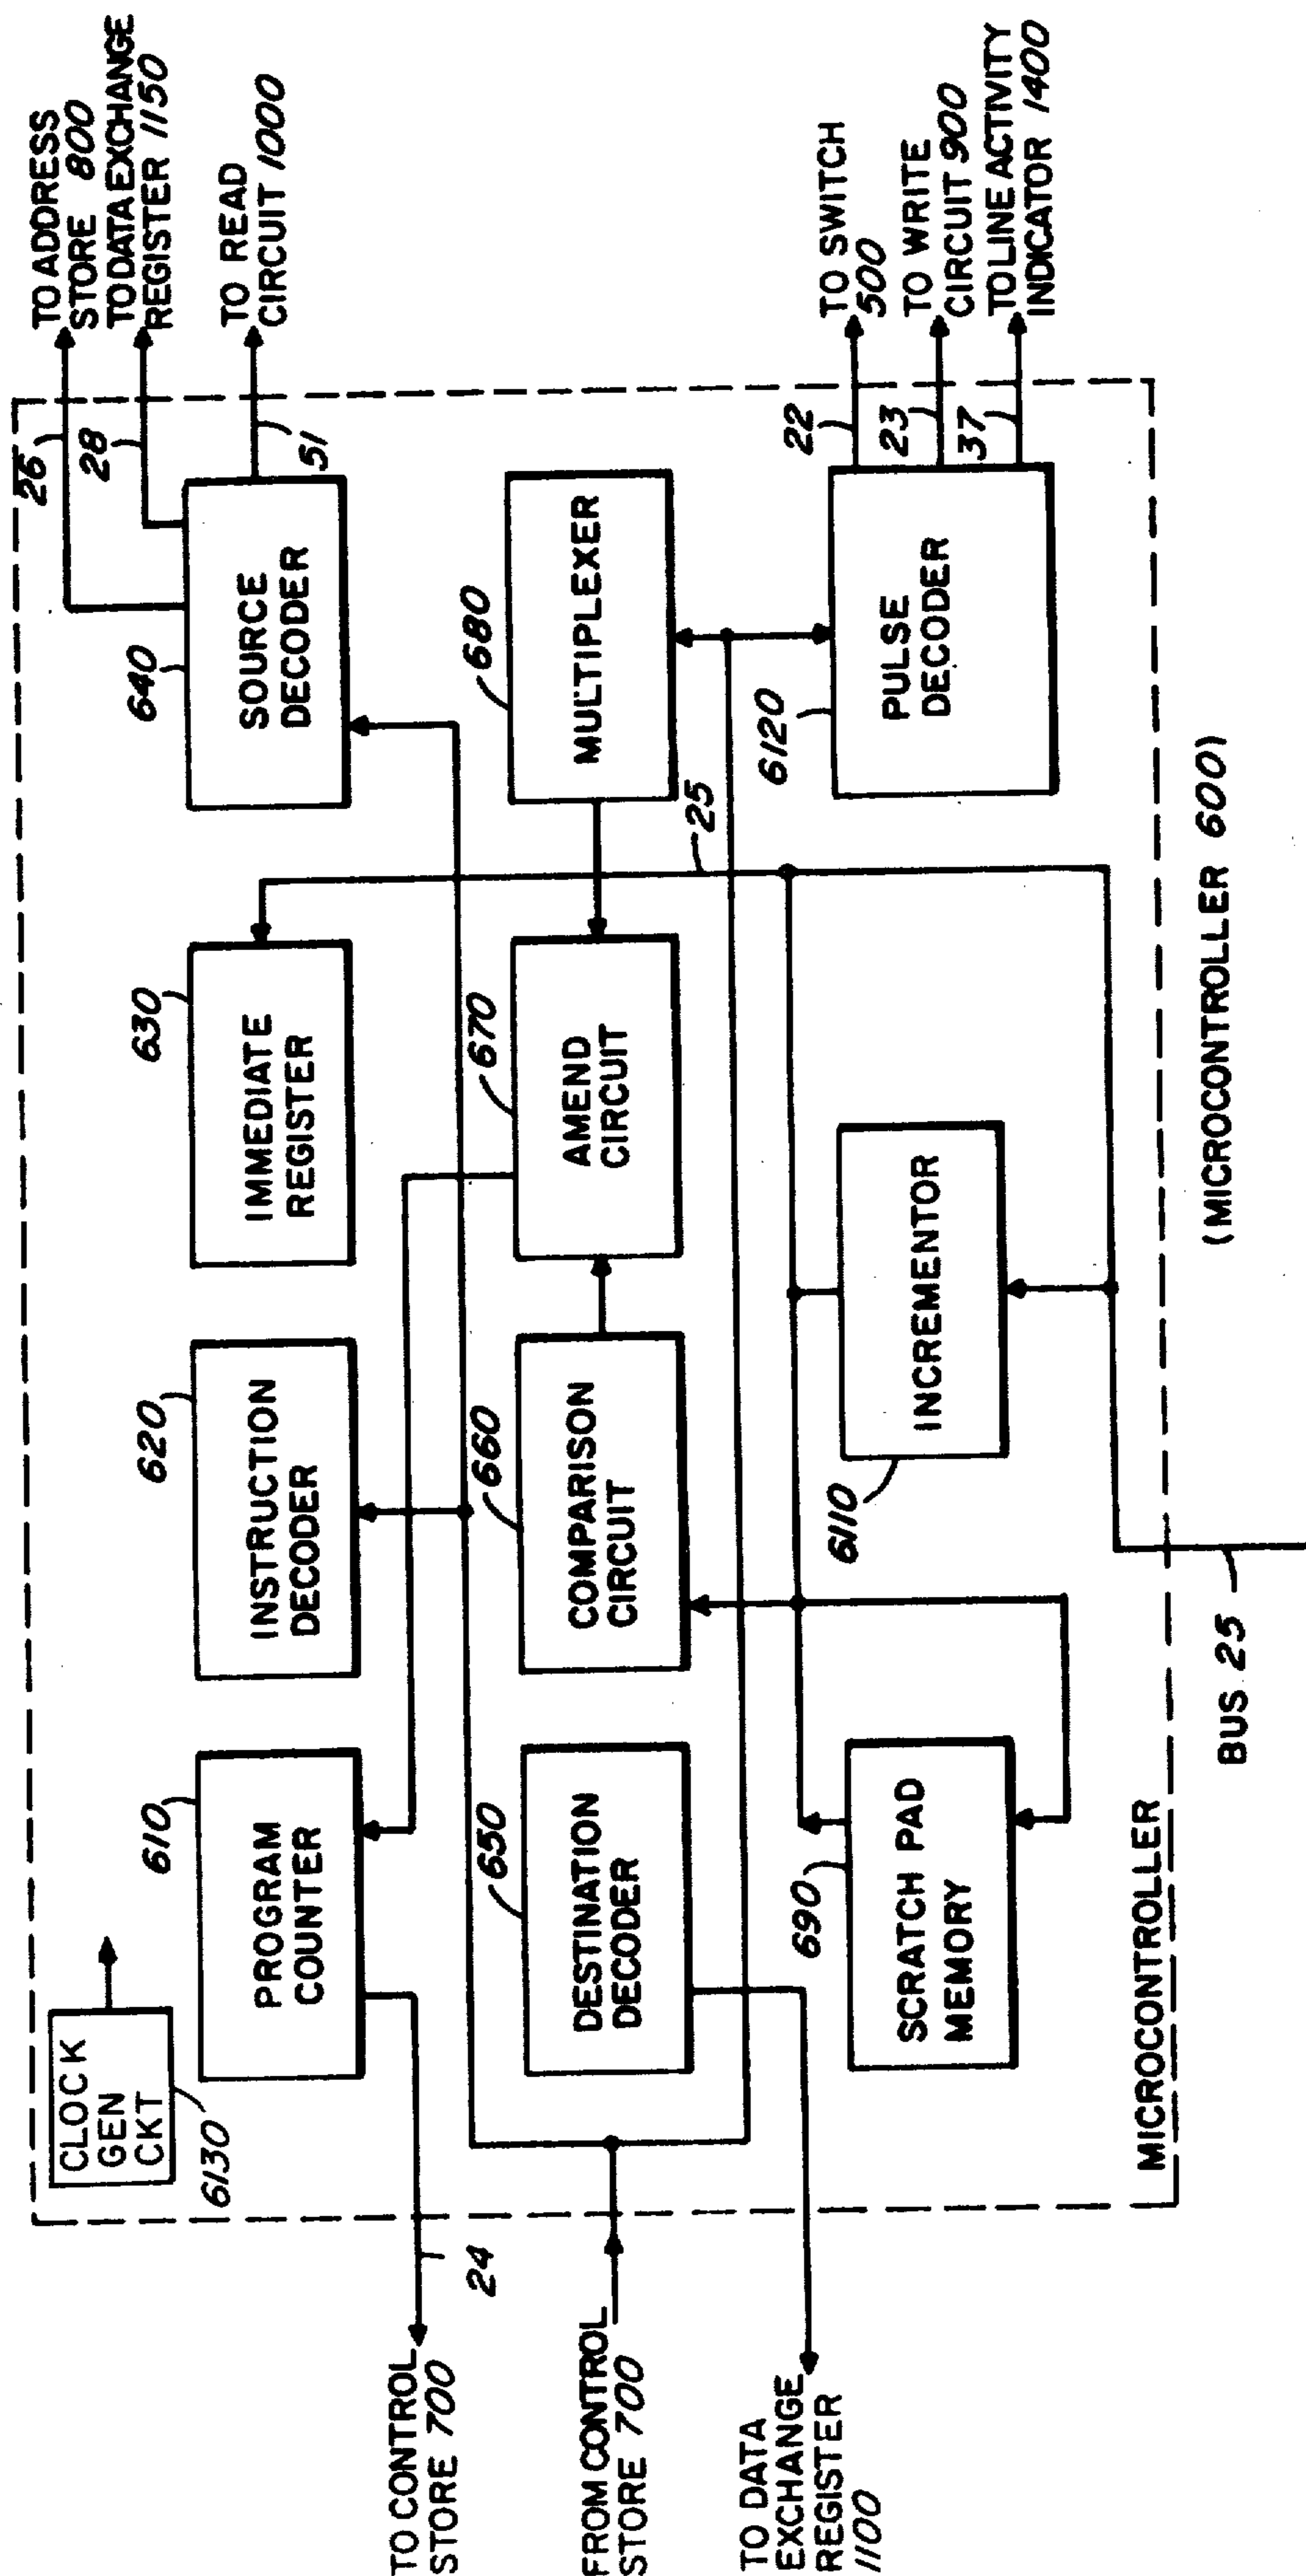 CLOCK
GEN
CKT
6130
PROGRAM
COUNTER
610
INSTRUCTION
DECODER
620
IMMEDIATE
REGISTER
630
SOURCE
DECODER
640
26
28
51
TO ADDRESS
STORE 800
TO DATA EXCHANGE
REGISTER 1150
TO READ
CIRCUIT 1000
TO CONTROL
STORE 700
24
FROM CONTROL
STORE 700
TO DATA
EXCHANGE
REGISTER
1100
DESTINATION
DECODER
650
COMPARISON
CIRCUIT
660
AMEND
CIRCUIT
670
MULTIPLEXER
680
25
SCRATCH PAD
MEMORY
690
INCREMENTOR
6110
PULSE
DECODER
6120
22
23
37
TO SWITCH
500
TO WRITE
CIRCUIT 900
TO LINE ACTIVITY
INDICATOR 1400
MICROCONTROLLER
BUS 25
(MICROCONTROLLER 600)